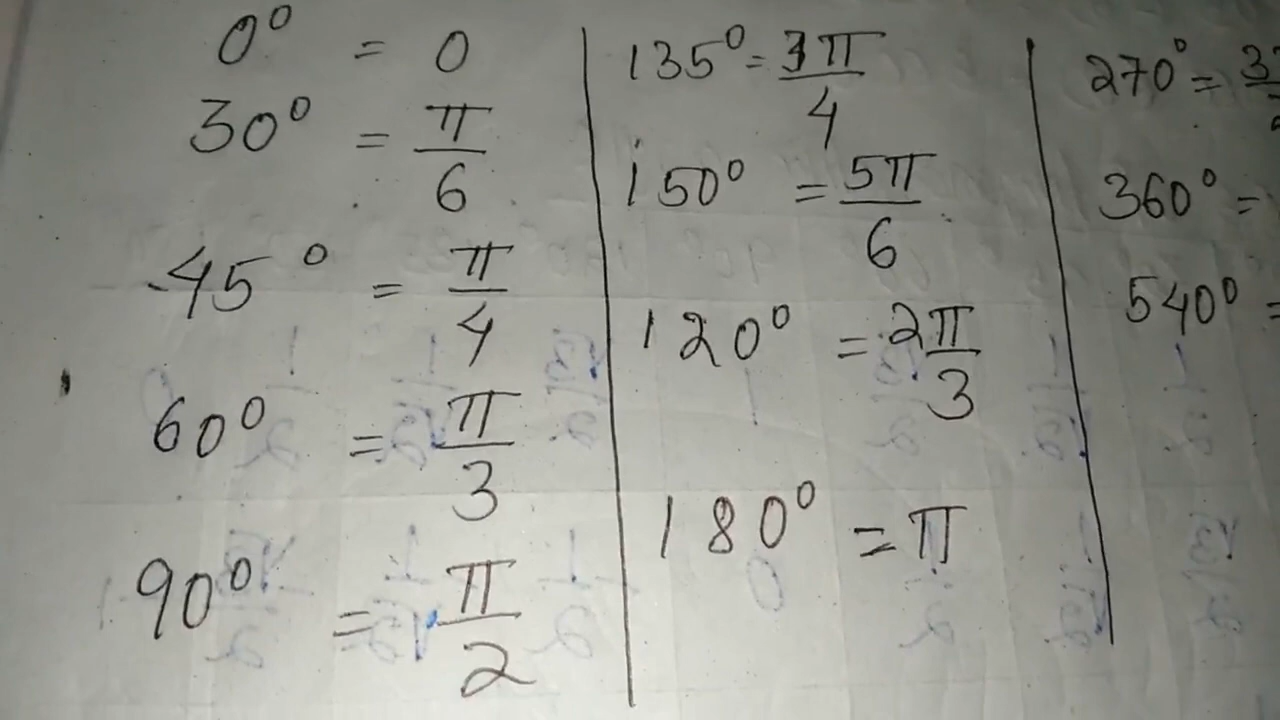 0° = 0
30° = π/6
45° = π/4
60° = π/3
90° = π/2
135° = 3π/4
150° = 5π/6
120° = 2π/3
180° = π
270° = 3
360° =
540° =